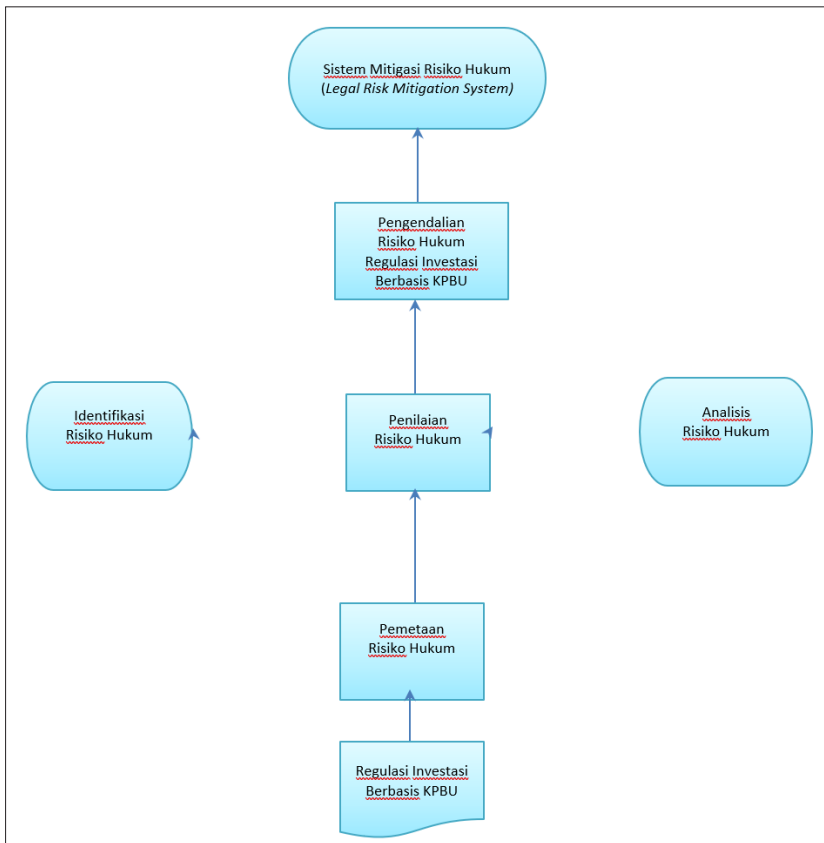 Sistem Mitigasi Risiko Hukum
(Legal Risk Mitigation System)
Pengendalian
Risiko Hukum
Regulasi Investasi
Berbasis KPBU
Identifikasi
Risiko Hukum
Penilaian
Risiko Hukum
Analisis
Risiko Hukum
Pemetaan
Risiko Hukum
Regulasi Investasi
Berbasis KPBU